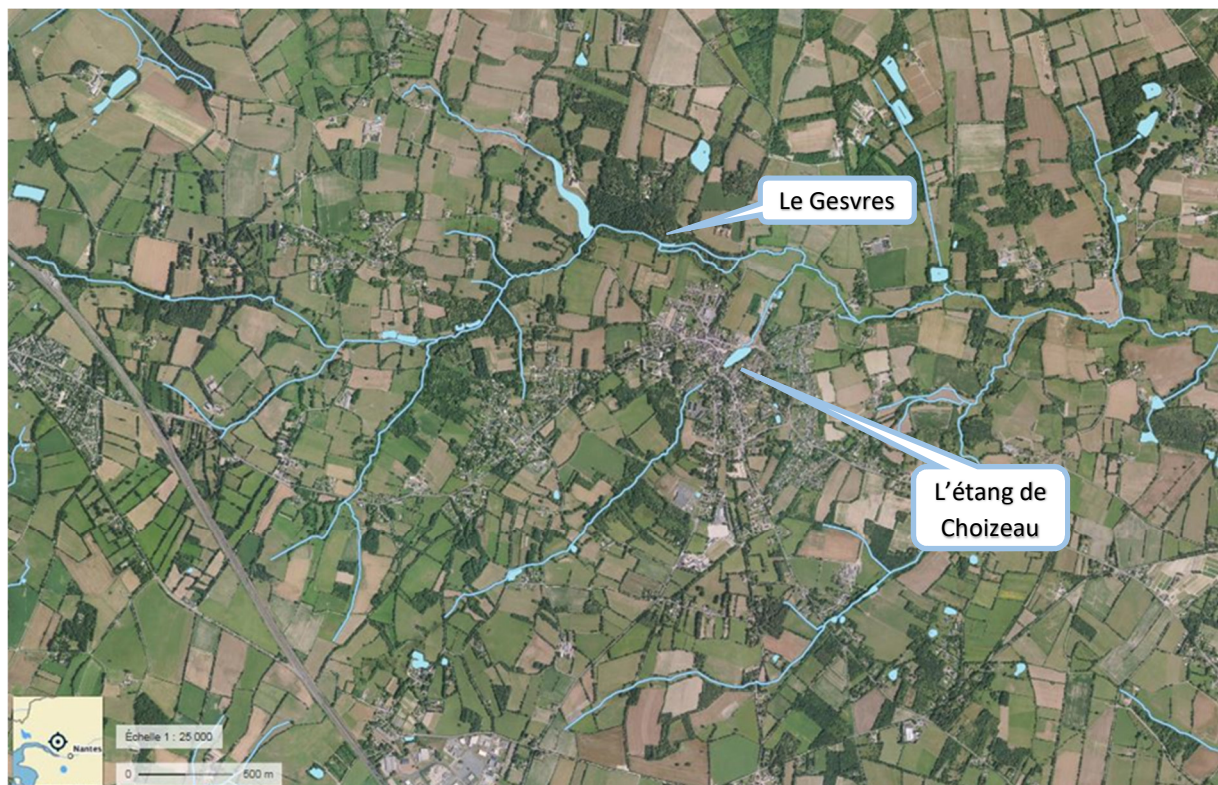 Le Gesvres
L'étang de
Choizeau
Nantes
Échelle 1 : 25 000
0 500 m